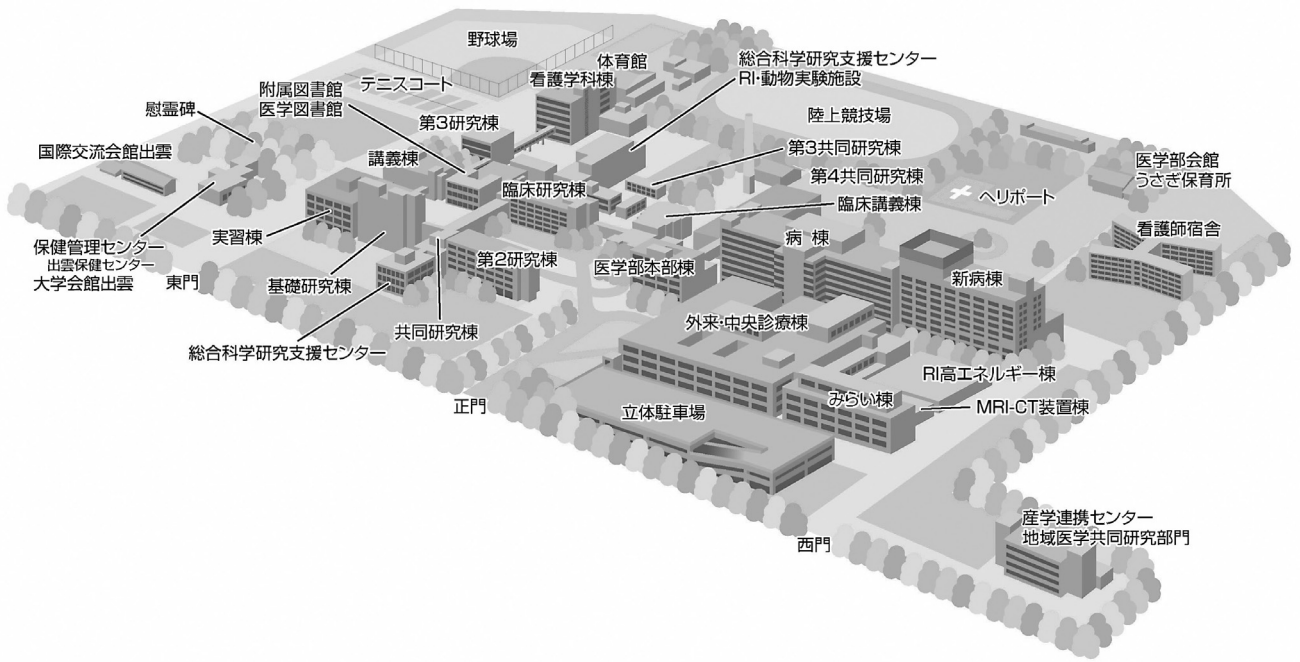 野球場
体育館
看護学科棟
総合科学研究支援センター
RI・動物実験施設
テニスコート
附属図書館
医学図書館
慰霊碑
第3研究棟
陸上競技場
国際交流会館出雲
講義棟
第3共同研究棟
医学部会館
うさぎ保育所
第4共同研究棟
臨床研究棟
ヘリポート
臨床講義棟
看護師宿舎
実習棟
病棟
保健管理センター
出雲保健センター
大学会館出雲
東門
基礎研究棟
第2研究棟
医学部本部棟
新病棟
共同研究棟
外来・中央診療棟
総合科学研究支援センター
RI高エネルギー棟
正門
立体駐車場
みらい棟
MRI-CT装置棟
産学連携センター
地域医学共同研究部門
西門